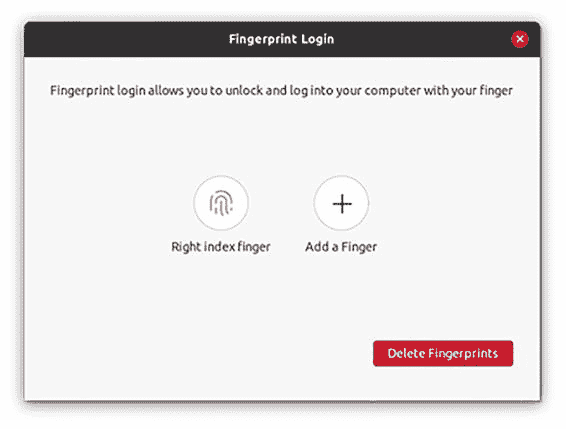 Fingerprint Login
Fingerprint login allows you to unlock and log into your computer with your finger
Right index finger
Add a Finger
Delete Fingerprints